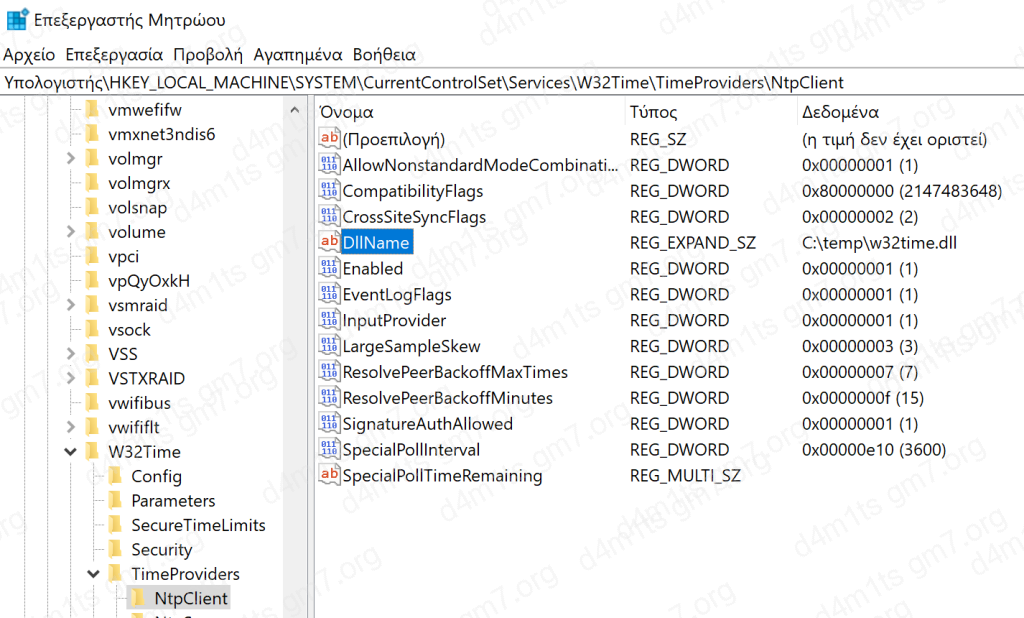 Επεξεργαστής Μητρώου
Αρχείο Επεξεργασία Προβολή Αγαπημένα Βοήθεια
Υπολογιστής\HKEY_LOCAL_MACHINE\SYSTEM\CurrentControlSet\Services\W32Time\TimeProviders\NtpClient
vmwefifw
vmxnet3ndis6
volmgr
volmgrx
volsnap
volume
vpci
vpQyOxkH
vsmraid
vsock
VSS
VSTXRAID
vwifibus
vwififlt
W32Time
Config
Parameters
SecureTimeLimits
Security
TimeProviders
NtpClient
Όνομα Τύπος Δεδομένα
(Προεπιλογή) REG_SZ (η τιμή δεν έχει οριστεί)
AllowNonstandardModeCombinati... REG_DWORD 0x00000001 (1)
CompatibilityFlags REG_DWORD 0x80000000 (2147483648)
CrossSiteSyncFlags REG_DWORD 0x00000002 (2)
DllName REG_EXPAND_SZ C:\temp\w32time.dll
Enabled REG_DWORD 0x00000001 (1)
EventLogFlags REG_DWORD 0x00000001 (1)
InputProvider REG_DWORD 0x00000001 (1)
LargeSampleSkew REG_DWORD 0x00000003 (3)
ResolvePeerBackoffMaxTimes REG_DWORD 0x00000007 (7)
ResolvePeerBackoffMinutes REG_DWORD 0x0000000f (15)
SignatureAuthAllowed REG_DWORD 0x00000001 (1)
SpecialPollInterval REG_DWORD 0x00000e10 (3600)
SpecialPollTimeRemaining REG_MULTI_SZ
d4m1ts gm7.org